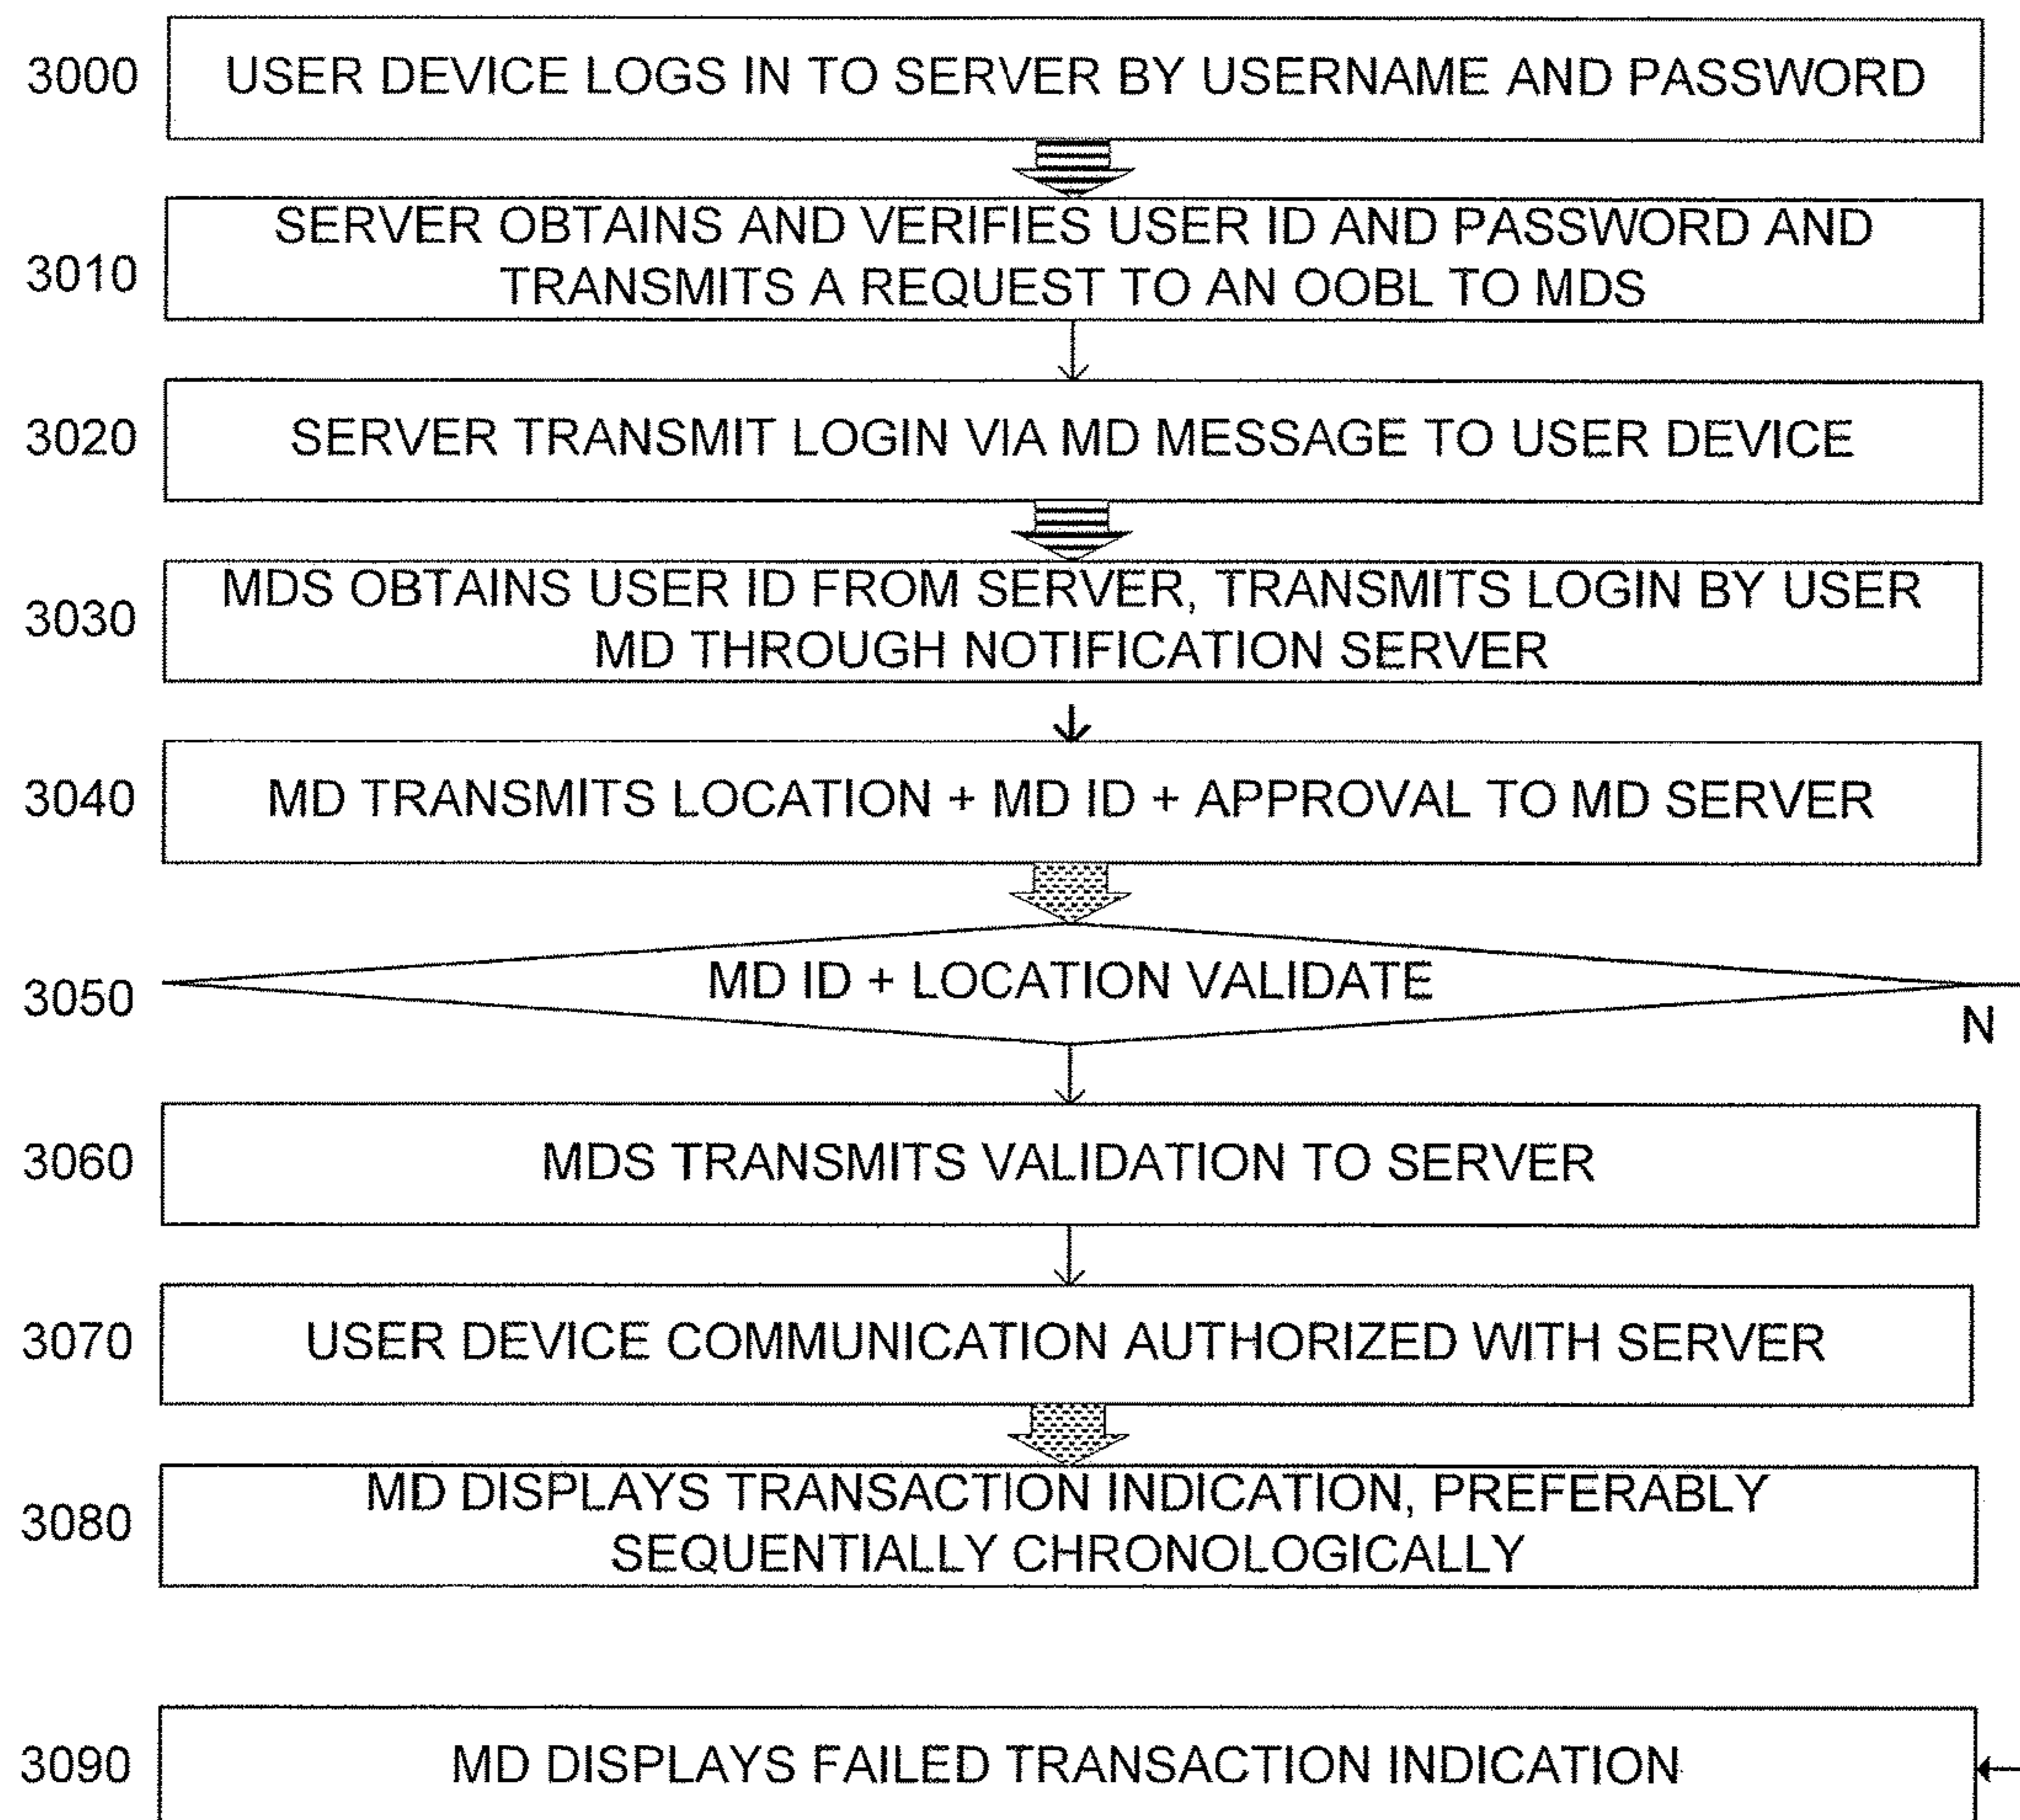 3000 USER DEVICE LOGS IN TO SERVER BY USERNAME AND PASSWORD
SERVER OBTAINS AND VERIFIES USER ID AND PASSWORD AND
3010 TRANSMITS A REQUEST TO AN OOBL TO MDS
3020 SERVER TRANSMIT LOGIN VIA MD MESSAGE TO USER DEVICE
MDS OBTAINS USER ID FROM SERVER, TRANSMITS LOGIN BY USER
3030 MD THROUGH NOTIFICATION SERVER
3040 MD TRANSMITS LOCATION + MD ID + APPROVAL TO MD SERVER
3050 MD ID + LOCATION VALIDATE
N
3060 MDS TRANSMITS VALIDATION TO SERVER
3070 USER DEVICE COMMUNICATION AUTHORIZED WITH SERVER
MD DISPLAYS TRANSACTION INDICATION, PREFERABLY
3080 SEQUENTIALLY CHRONOLOGICALLY
3090 MD DISPLAYS FAILED TRANSACTION INDICATION